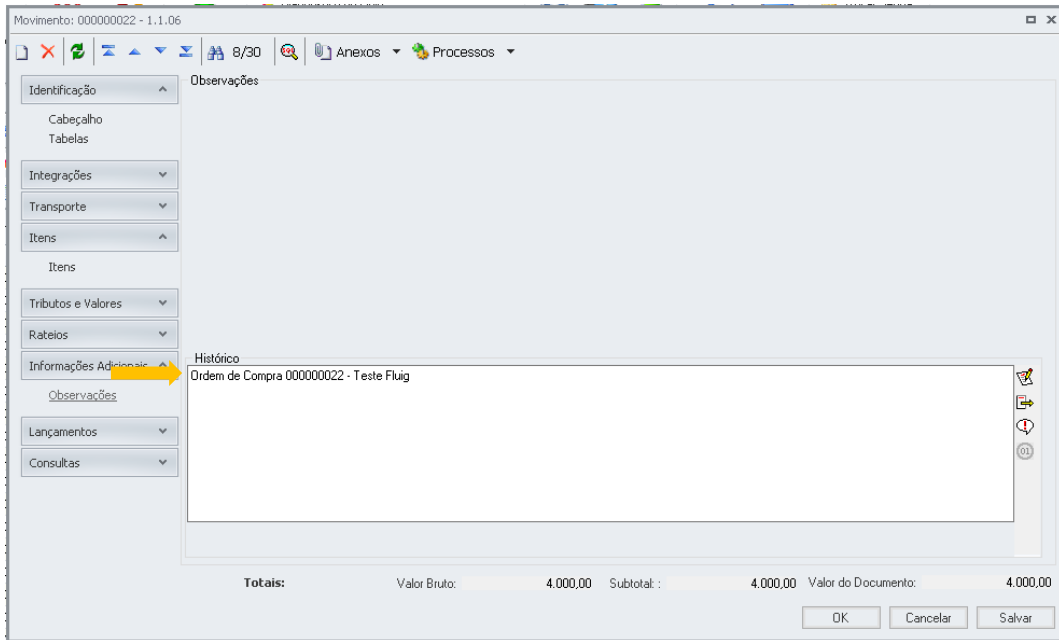 Movimento: 000000022 - 1.1.06
8/30 Anexos Processos
Identificação
Cabeçalho
Tabelas
Integrações
Transporte
Itens
Itens
Tributos e Valores
Rateios
Informações Adicionais
Observações
Lançamentos
Consultas
Observações
Histórico
Ordem de Compra 000000022 - Teste Fluig
Totais: Valor Bruto: 4.000,00 Subtotal: : 4.000,00 Valor do Documento: 4.000,00
OK Cancelar Salvar